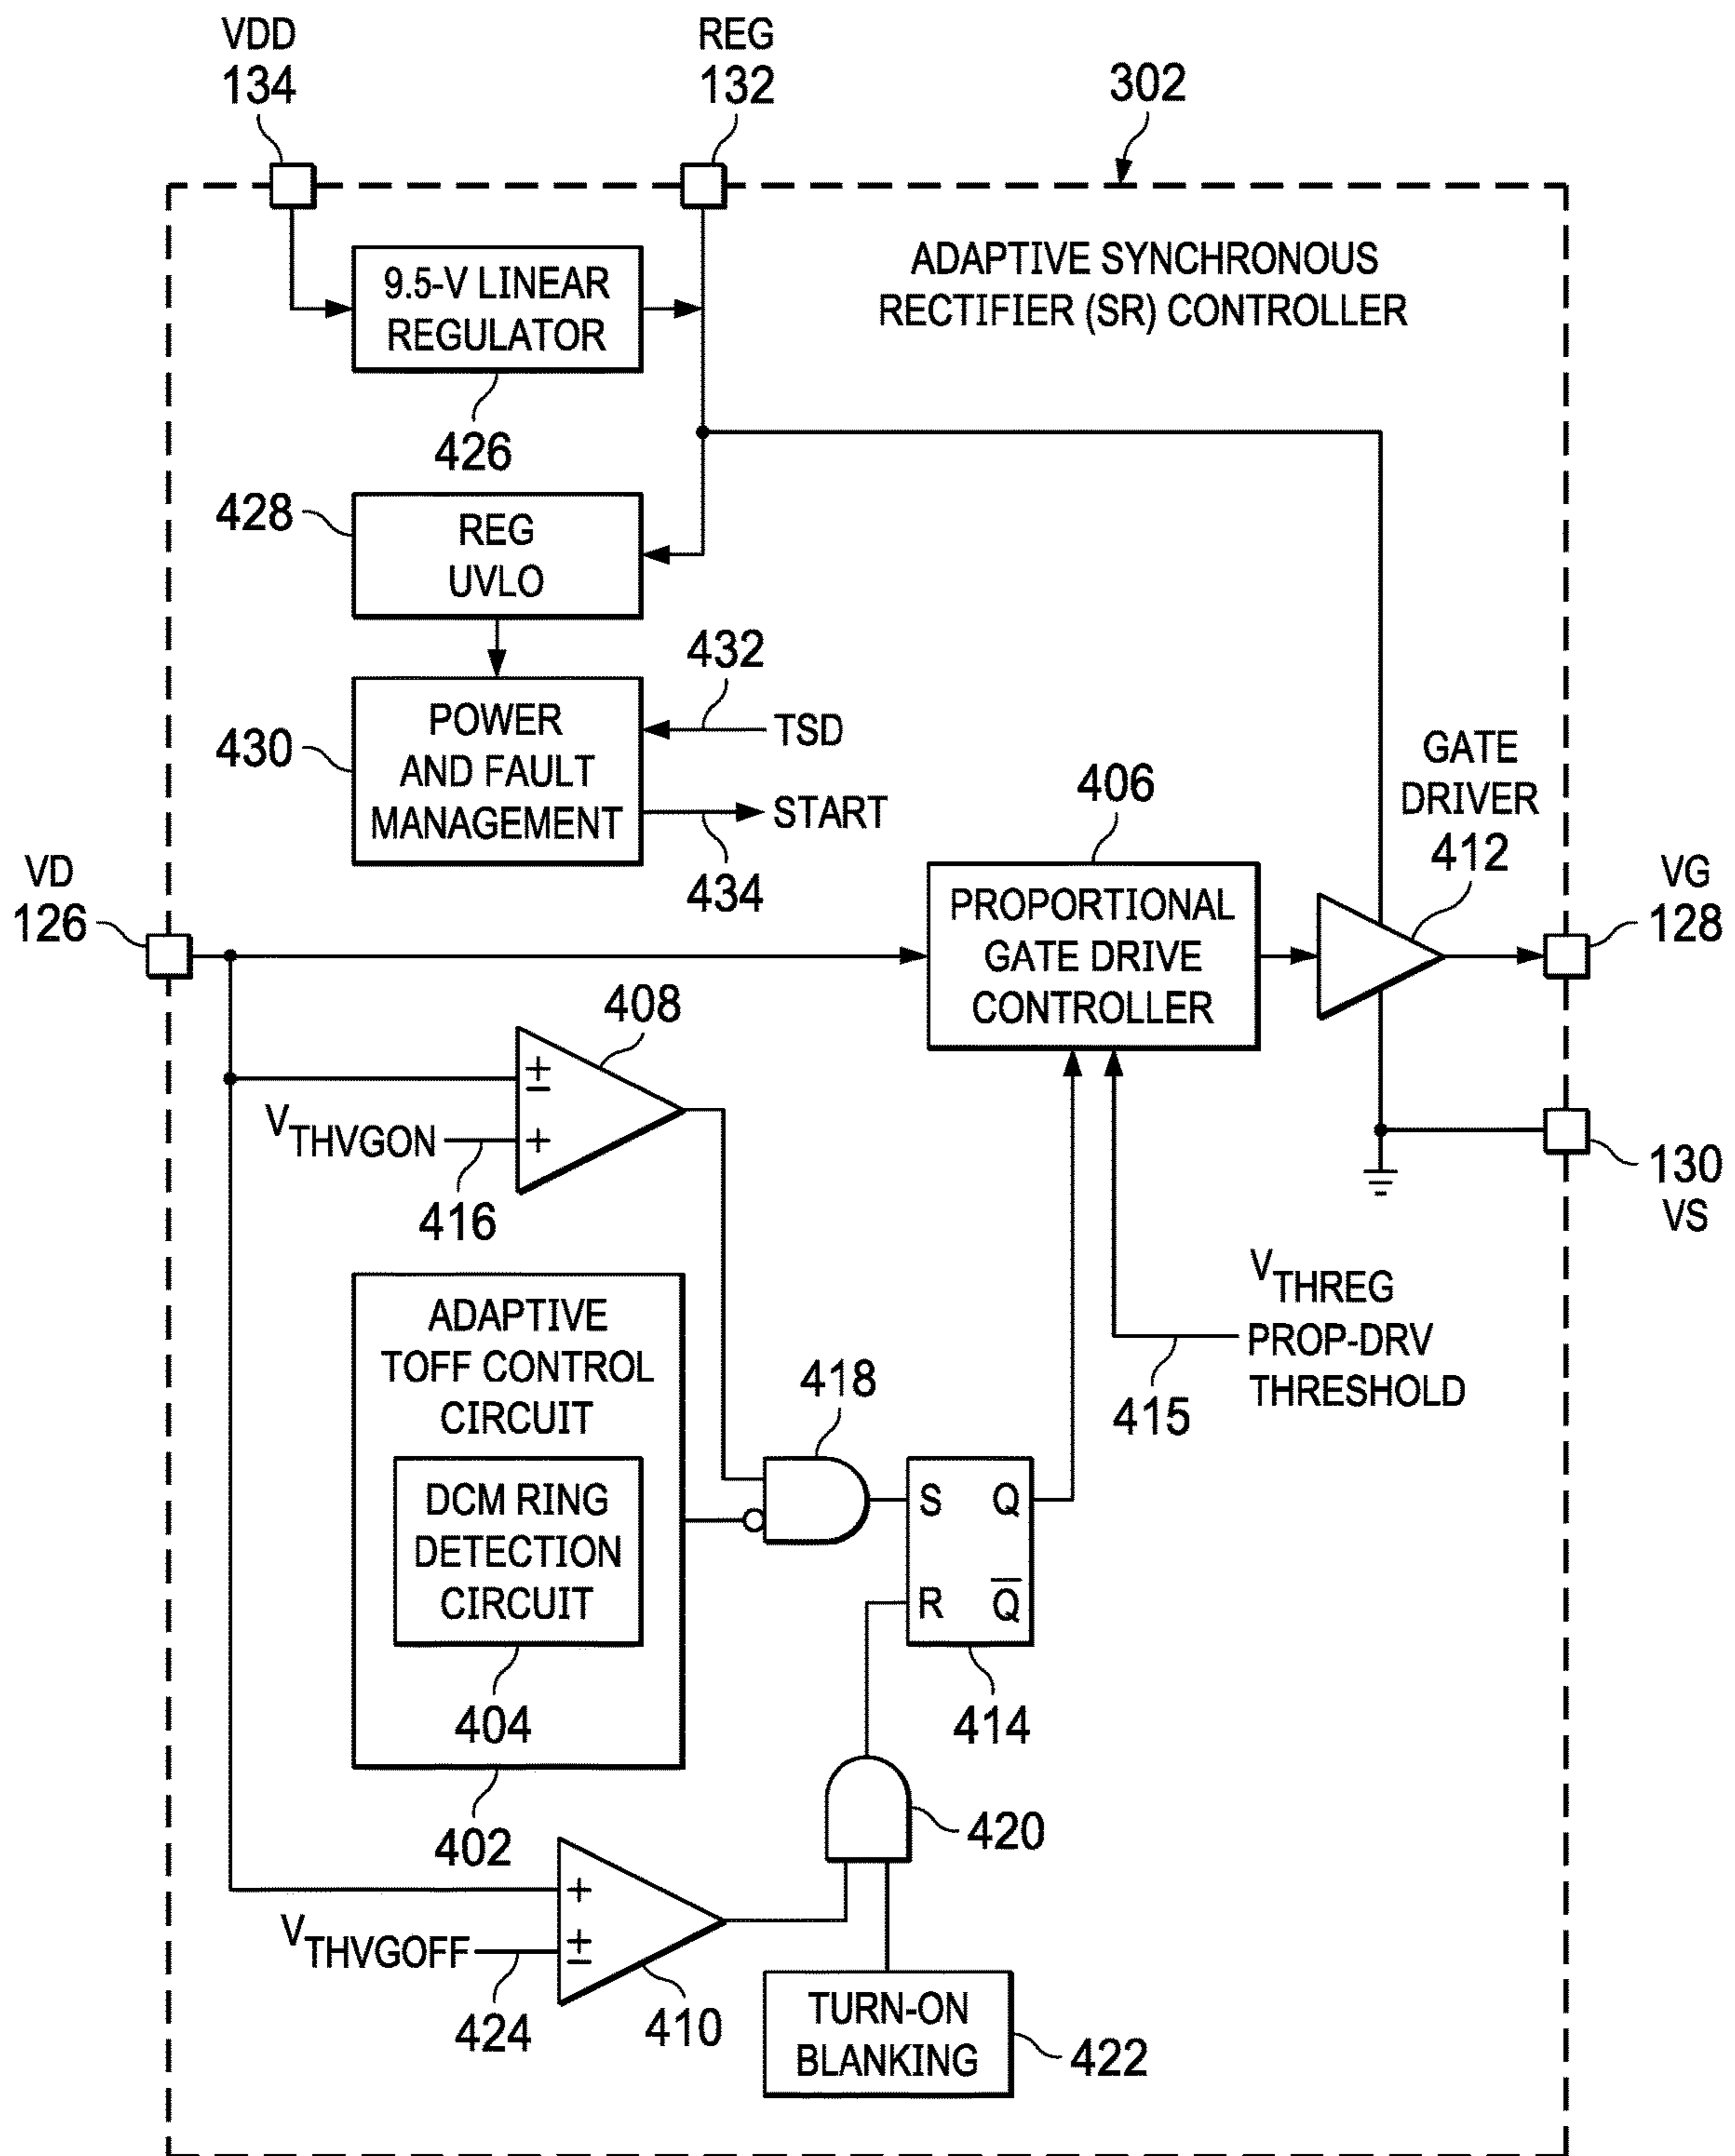 VDD
134
REG
132
302
ADAPTIVE SYNCHRONOUS
RECTIFIER (SR) CONTROLLER
9.5-V LINEAR
REGULATOR
426
428
REG
UVLO
432
TSD
POWER
AND FAULT
MANAGEMENT
430
START
434
406
GATE
DRIVER
412
VD
126
PROPORTIONAL
GATE DRIVE
CONTROLLER
VG
128
408
±
+
VTHVGON
416
130
VS
VTHREG
PROP-DRV
THRESHOLD
415
ADAPTIVE
TOFF CONTROL
CIRCUIT
418
DCM RING
DETECTION
CIRCUIT
S Q
R Q̅
404
414
402
420
+
±
VTHVGOFF
424
410
TURN-ON
BLANKING
422